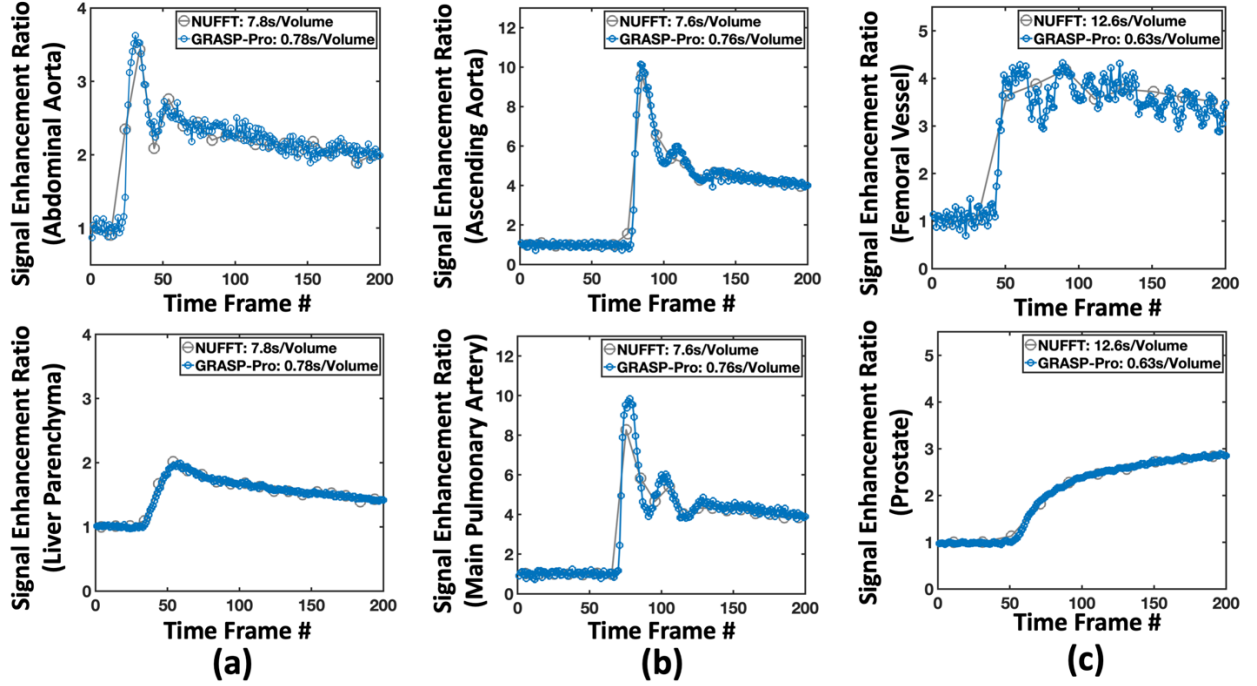 Signal Enhancement Ratio
(Abdominal Aorta)
4
3
2
1
NUFFT: 7.8s/Volume
GRASP-Pro: 0.78s/Volume
0
50
100
150
200
Time Frame #
Signal Enhancement Ratio
(Ascending Aorta)
12
10
8
6
4
2
0
NUFFT: 7.6s/Volume
GRASP-Pro: 0.76s/Volume
0
50
100
150
200
Time Frame #
Signal Enhancement Ratio
(Femoral Vessel)
5
4
3
2
1
NUFFT: 12.6s/Volume
GRASP-Pro: 0.63s/Volume
0
50
100
150
200
Time Frame #
Signal Enhancement Ratio
(Liver Parenchyma)
4
3
2
1
0
NUFFT: 7.8s/Volume
GRASP-Pro: 0.78s/Volume
0
50
100
150
200
Time Frame #
(a)
Signal Enhancement Ratio
(Main Pulmonary Artery)
12
10
8
6
4
2
0
NUFFT: 7.6s/Volume
GRASP-Pro: 0.76s/Volume
0
50
100
150
200
Time Frame #
(b)
Signal Enhancement Ratio
(Prostate)
5
4
3
2
1
0
NUFFT: 12.6s/Volume
GRASP-Pro: 0.63s/Volume
0
50
100
150
200
Time Frame #
(c)